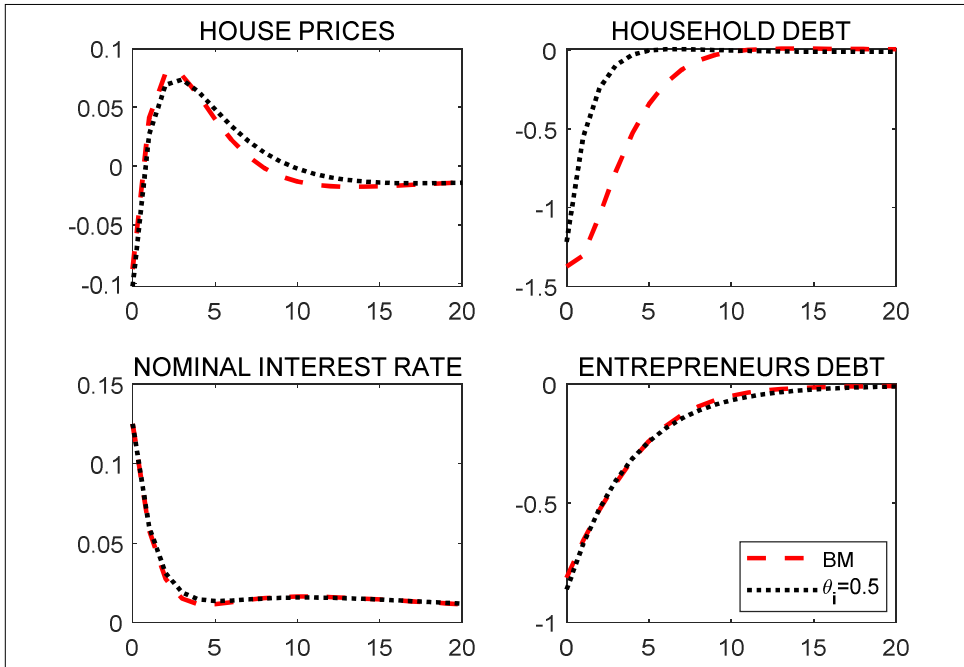 HOUSE PRICES
0.1
0.05
0
-0.05
-0.1
0 5 10 15 20
HOUSEHOLD DEBT
0
-0.5
-1
-1.5
0 5 10 15 20
NOMINAL INTEREST RATE
0.15
0.1
0.05
0
0 5 10 15 20
ENTREPRENEURS DEBT
0
-0.5
-1
0 5 10 15 20
BM
θi=0.5